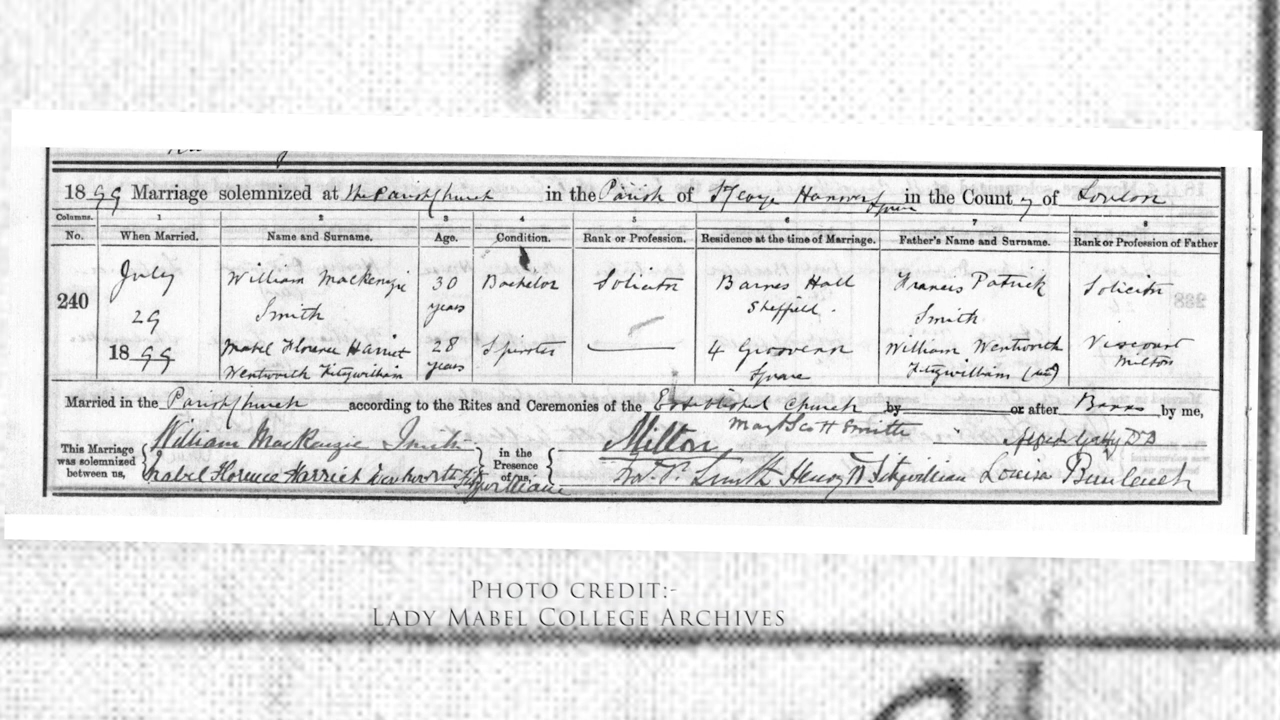 1899 Marriage solemnized at the Parish Church in the Parish of St George Hanover Square in the County of London
Columns. 1 2 3 4 5 6 7 8
No. When Married. Name and Surname. Age. Condition. Rank or Profession. Residence at the time of Marriage. Father's Name and Surname. Rank or Profession of Father
July William Mackenzie 30 Bachelor Solicitor Barnes Hall Francis Patrick Solicitor
240 29 Smith years Sheffield. Smith
1899 Mabel Florence Harriet 28 Spinster 4 Grosvenor William Wentworth Viscount
Wentworth Fitzwilliam years Square Fitzwilliam Milton
Married in the Parish Church according to the Rites and Ceremonies of the Established Church by or after Banns by me,
Mary Scott Smith
This Marriage was solemnized between us, William MacKenzie Smith in the Presence of us, Milton Alfred Gatty DD
Mabel Florence Harriet Wentworth Fitzwilliam Smith Henry W Fitzwilliam Louisa Buccleuch
PHOTO CREDIT:-
LADY MABEL COLLEGE ARCHIVES